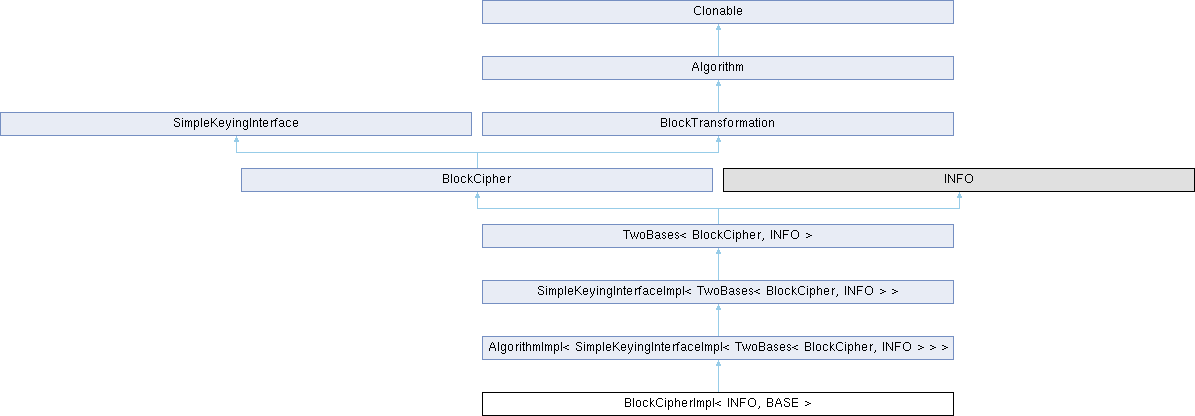 Clonable
Algorithm
SimpleKeyingInterface
BlockTransformation
BlockCipher
INFO
TwoBases< BlockCipher, INFO >
SimpleKeyingInterfaceImpl< TwoBases< BlockCipher, INFO > >
AlgorithmImpl< SimpleKeyingInterfaceImpl< TwoBases< BlockCipher, INFO > > >
BlockCipherImpl< INFO, BASE >